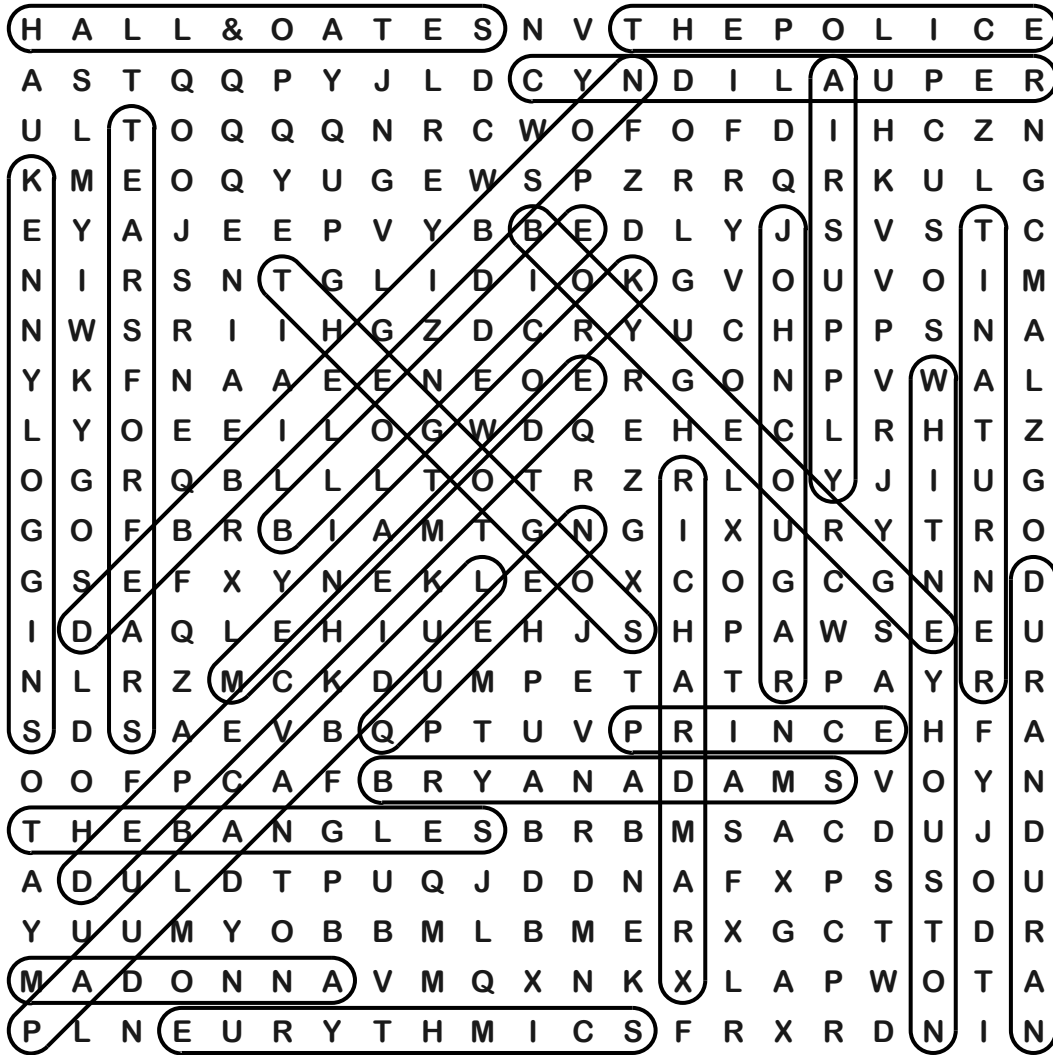 H A L L & O A T E S N V T H E P O L I C E
A S T Q Q P Y J L D C Y N D I L A U P E R
U L T O Q Q Q N R C W O F O F D I H C Z N
K M E O Q Y U G E W S P Z R R Q R K U L G
E Y A J E E P V Y B B E D L Y J S V S T C
N I R S N T G L I D I O K G V O U V O I M
N W S R I I H G Z D C R Y U C H P P S N A
Y K F N A A E E N E O E R G O N P V W A L
L Y O E E I L O G W D Q E H E C L R H T Z
O G R Q B L L L T O T R Z R L O Y J I U G
G O F B R B I A M T G N G I X U R Y T R O
G S E F X Y N E K L E O X C O G C G N N D
I D A Q L E H I U E H J S H P A W S E E U
N L R Z M C K D U M P E T A T R P A Y R R
S D S A E V B Q P T U V P R I N C E H F A
O O F P C A F B R Y A N A D A M S V O Y N
T H E B A N G L E S B R B M S A C D U J D
A D U L D T P U Q J D D N A F X P S S O U
Y U U M Y O B B M L B M E R X G C T T D R
M A D O N N A V M Q X N K X L A P W O T A
P L N E U R Y T H M I C S F R X R D N I N